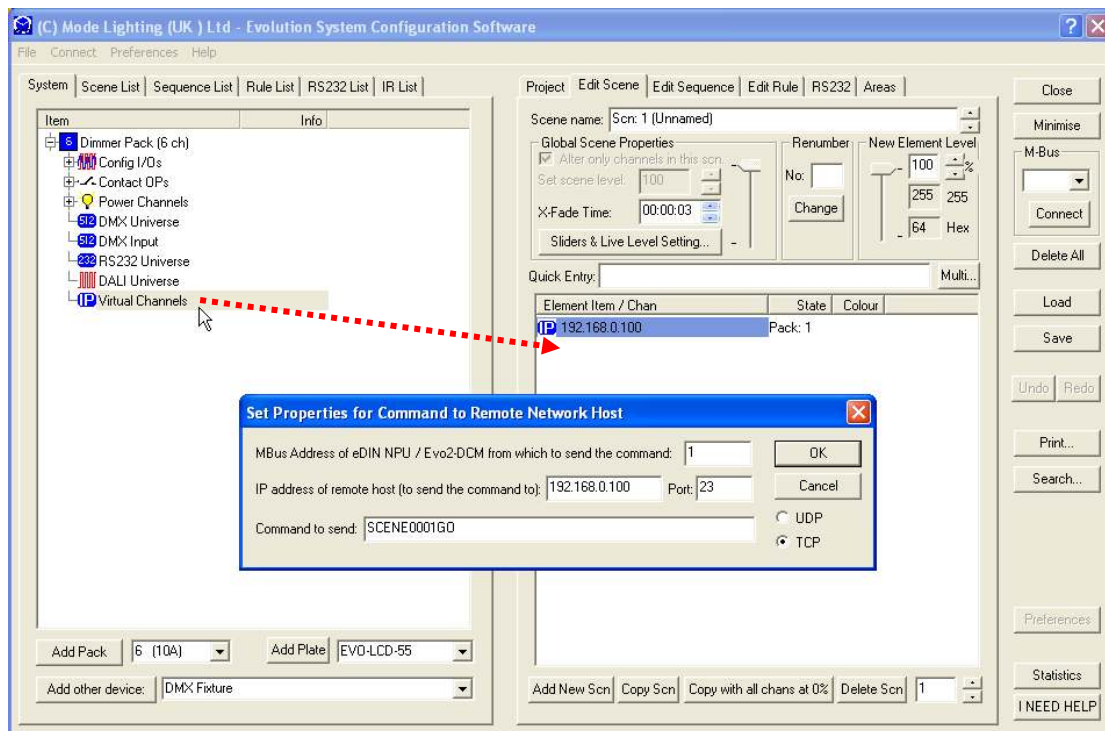 (C) Mode Lighting (UK ) Ltd - Evolution System Configuration Software
File Connect Preferences Help
System Scene List Sequence List Rule List RS232 List IR List
Item Info
6 Dimmer Pack (6 ch)
Config I/Os
Contact OPs
Power Channels
512 DMX Universe
512 DMX Input
232 RS232 Universe
DALI Universe
IP Virtual Channels
Add Pack 6 (10A) Add Plate EVO-LCD-55
Add other device: DMX Fixture
Project Edit Scene Edit Sequence Edit Rule RS232 Areas
Scene name: Scn: 1 (Unnamed)
Global Scene Properties
Alter only channels in this scn.
Set scene level: 100
X-Fade Time: 00:00:03
Sliders & Live Level Setting...
Renumber
No:
Change
New Element Level
100 %
255 255
64 Hex
Quick Entry: Multi...
Element Item / Chan State Colour
IP 192.168.0.100 Pack: 1
Set Properties for Command to Remote Network Host
MBus Address of eDIN NPU / Evo2-DCM from which to send the command: 1
IP address of remote host (to send the command to): 192.168.0.100 Port: 23
Command to send: SCENE0001GO
OK
Cancel
UDP
TCP
Add New Scn Copy Scn Copy with all chans at 0% Delete Scn 1
Close
Minimise
M-Bus
Connect
Delete All
Load
Save
Undo Redo
Print...
Search...
Preferences
Statistics
I NEED HELP